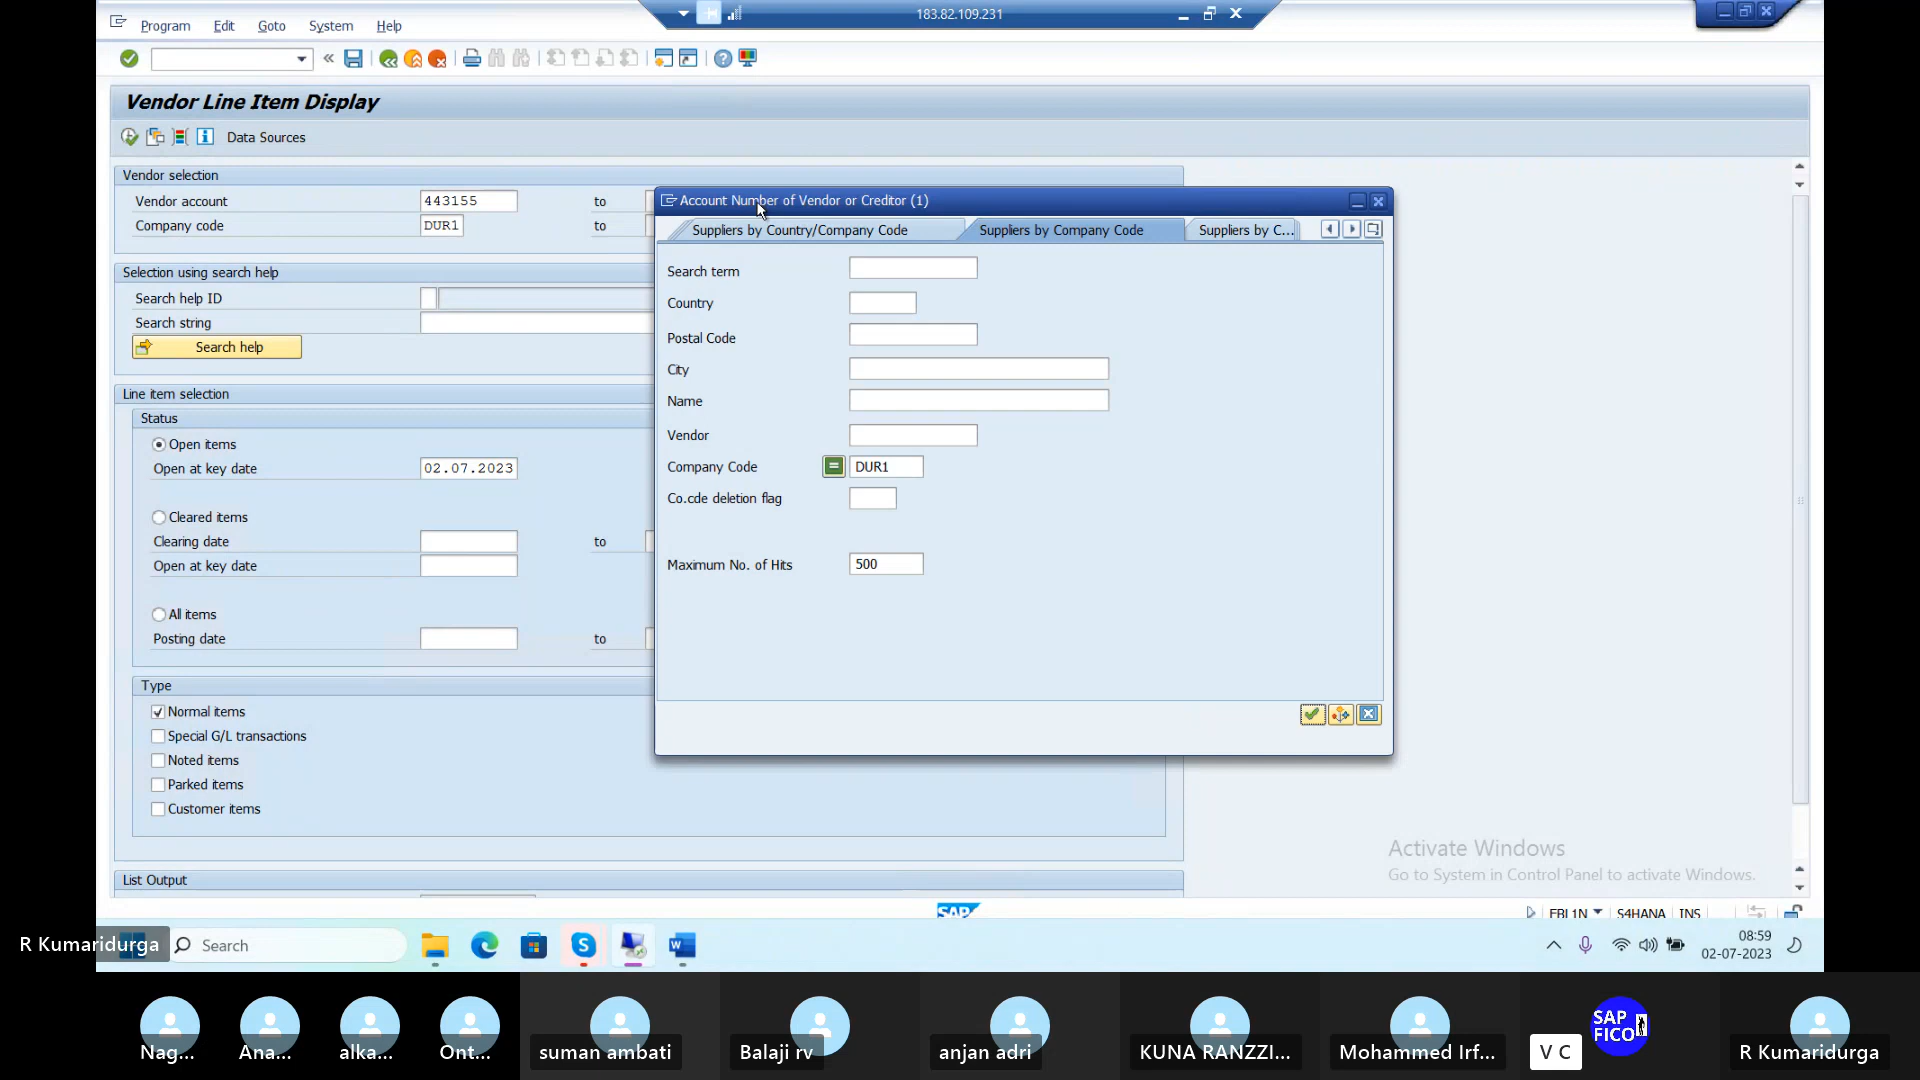 Program Edit Goto System Help
183.82.109.231
Vendor Line Item Display
Data Sources
Vendor selection
Vendor account 443155 to
Company code DUR1 to
Selection using search help
Search help ID
Search string
Search help
Line item selection
Status
Open items
Open at key date 02.07.2023
Cleared items
Clearing date to
Open at key date
All items
Posting date to
Type
Normal items
Special G/L transactions
Noted items
Parked items
Customer items
List Output
Account Number of Vendor or Creditor (1)
Suppliers by Country/Company Code Suppliers by Company Code Suppliers by C...
Search term
Country
Postal Code
City
Name
Vendor
Company Code = DUR1
Co.cde deletion flag
Maximum No. of Hits 500
Activate Windows
Go to System in Control Panel to activate Windows.
SAP
FBL1N S4HANA INS
R Kumaridurga
Search
08:59
02-07-2023
Nag... Ana... alka... Ont... suman ambati Balaji rv anjan adri KUNA RANZZI... Mohammed Irf... V C R Kumaridurga
SAP
FICO